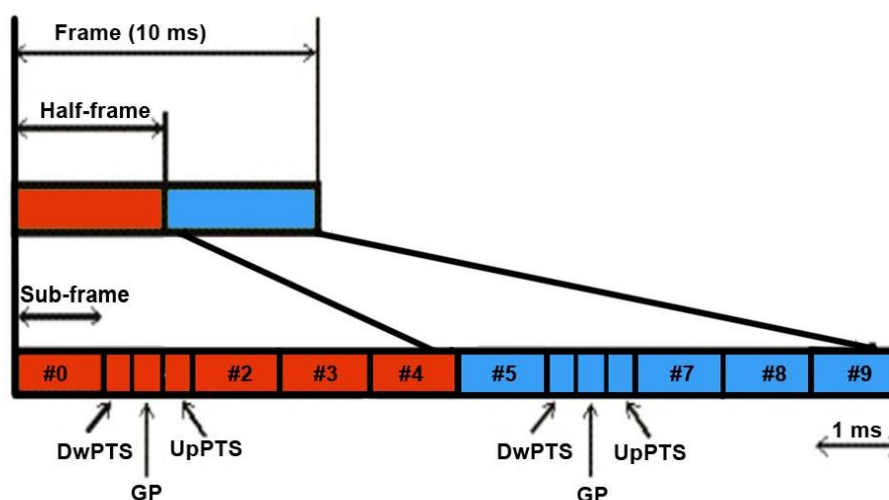 Frame (10 ms)
Half-frame
Sub-frame
#0 #2 #3 #4 #5 #7 #8 #9
DwPTS UpPTS DwPTS UpPTS 1 ms
GP GP